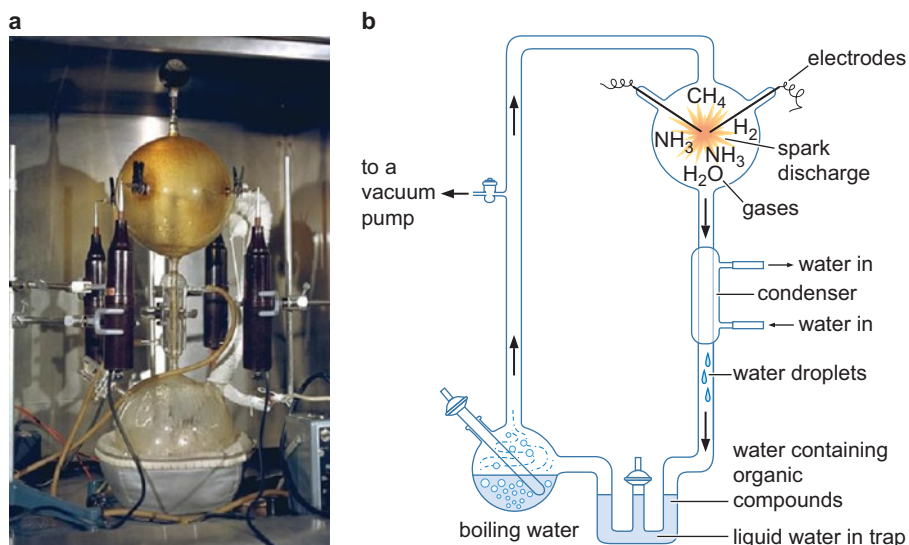 a
b
electrodes
CH4
H2
NH3
NH3
H2O
spark
discharge
gases
to a
vacuum
pump
water in
condenser
water in
water droplets
water containing
organic
compounds
boiling water
liquid water in trap